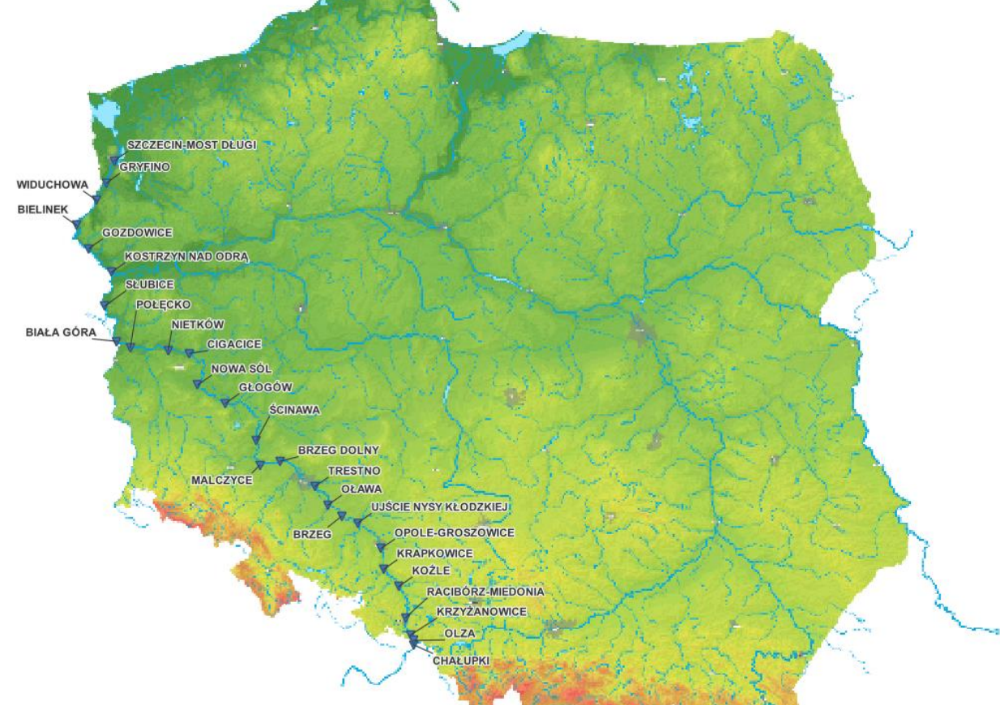 SZCZECIN-MOST DŁUGI
GRYFINO
WIDUCHOWA
BIELINEK
GOZDOWICE
KOSTRZYN NAD ODRĄ
SŁUBICE
POŁĘCKO
NIETKÓW
BIAŁA GÓRA
CIGACICE
NOWA SÓL
GŁOGÓW
ŚCINAWA
BRZEG DOLNY
TRESTNO
MALCZYCE
OŁAWA
UJŚCIE NYSY KŁODZKIEJ
BRZEG
OPOLE-GROSZOWICE
KRAPKOWICE
KOŹLE
RACIBÓRZ-MIEDONIA
KRZYŻANOWICE
OLZA
CHAŁUPKI